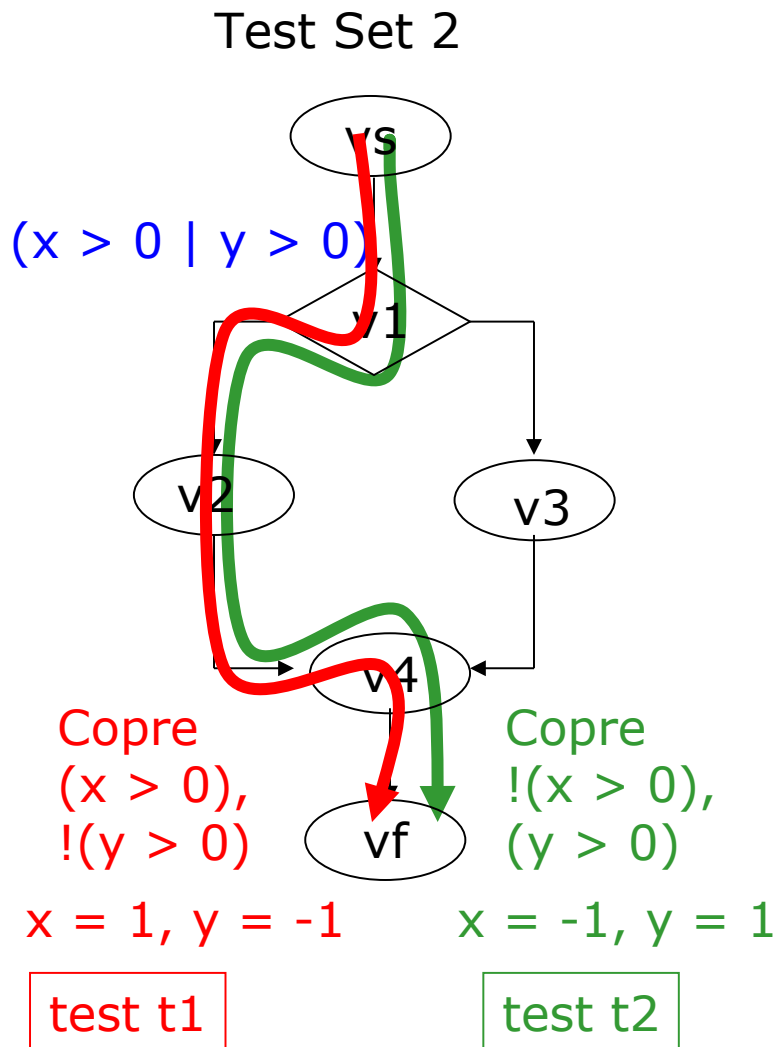 Test Set 2
vs
(x > 0 | y > 0)
v1
v2
v3
v4
Copre
(x > 0),
!(y > 0)
Copre
!(x > 0),
(y > 0)
vf
x = 1, y = -1
x = -1, y = 1
test t1
test t2